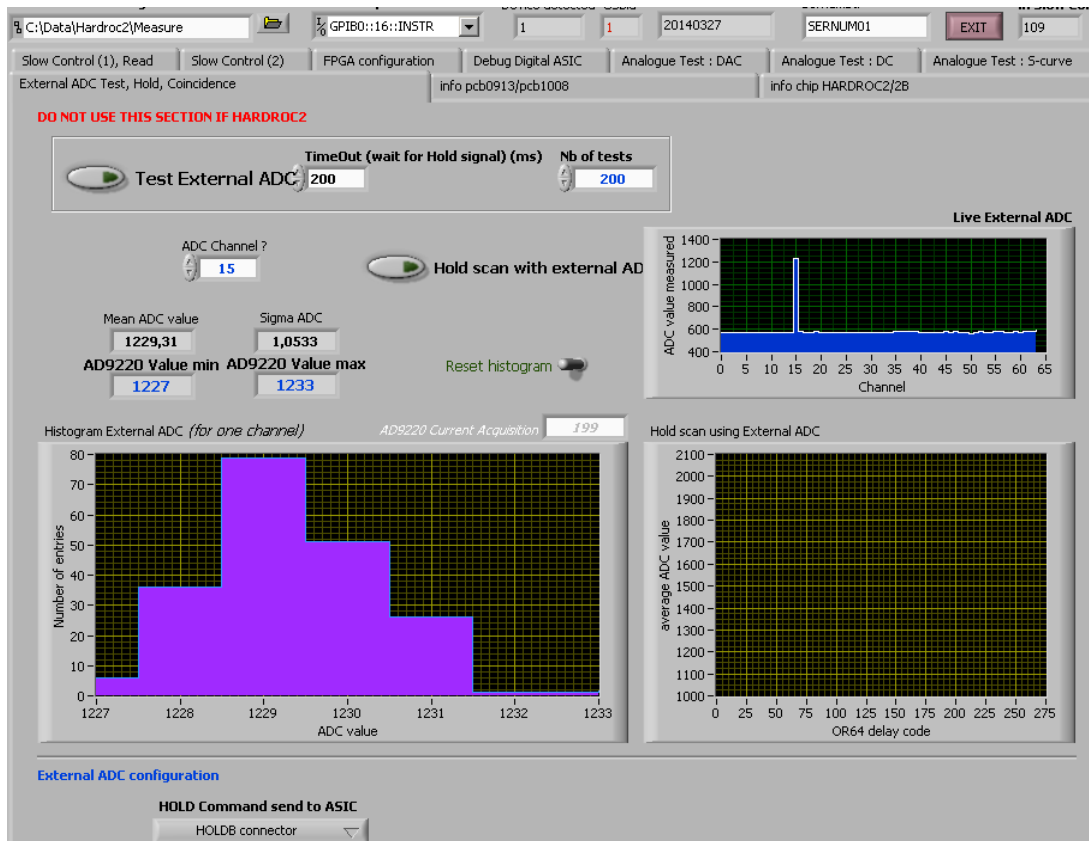 C:\Data\Hardroc2\Measure
GPIB0::16::INSTR
1
1
20140327
SERNUM01
EXIT
109
Slow Control (1), Read
Slow Control (2)
FPGA configuration
Debug Digital ASIC
Analogue Test : DAC
Analogue Test : DC
Analogue Test : S-curve
External ADC Test, Hold, Coincidence
info pcb0913/pcb1008
info chip HARDROC2/2B
DO NOT USE THIS SECTION IF HARDROC2
TimeOut (wait for Hold signal) (ms)
Nb of tests
Test External ADC
200
200
Live External ADC
ADC Channel ?
15
Hold scan with external AD
Mean ADC value
Sigma ADC
1229,31
1,0533
AD9220 Value min
AD9220 Value max
1227
1233
Reset histogram
ADC value measured
1400
1200
1000
800
600
400
0 5 10 15 20 25 30 35 40 45 50 55 60 65
Channel
Histogram External ADC (for one channel)
AD9220 Current Acquisition
199
Number of entries
80
70
60
50
40
30
20
10
0
1227 1228 1229 1230 1231 1232 1233
ADC value
Hold scan using External ADC
average ADC value
2100
2000
1900
1800
1700
1600
1500
1400
1300
1200
1100
1000
0 25 50 75 100 125 150 175 200 225 250 275
OR64 delay code
External ADC configuration
HOLD Command send to ASIC
HOLDB connector